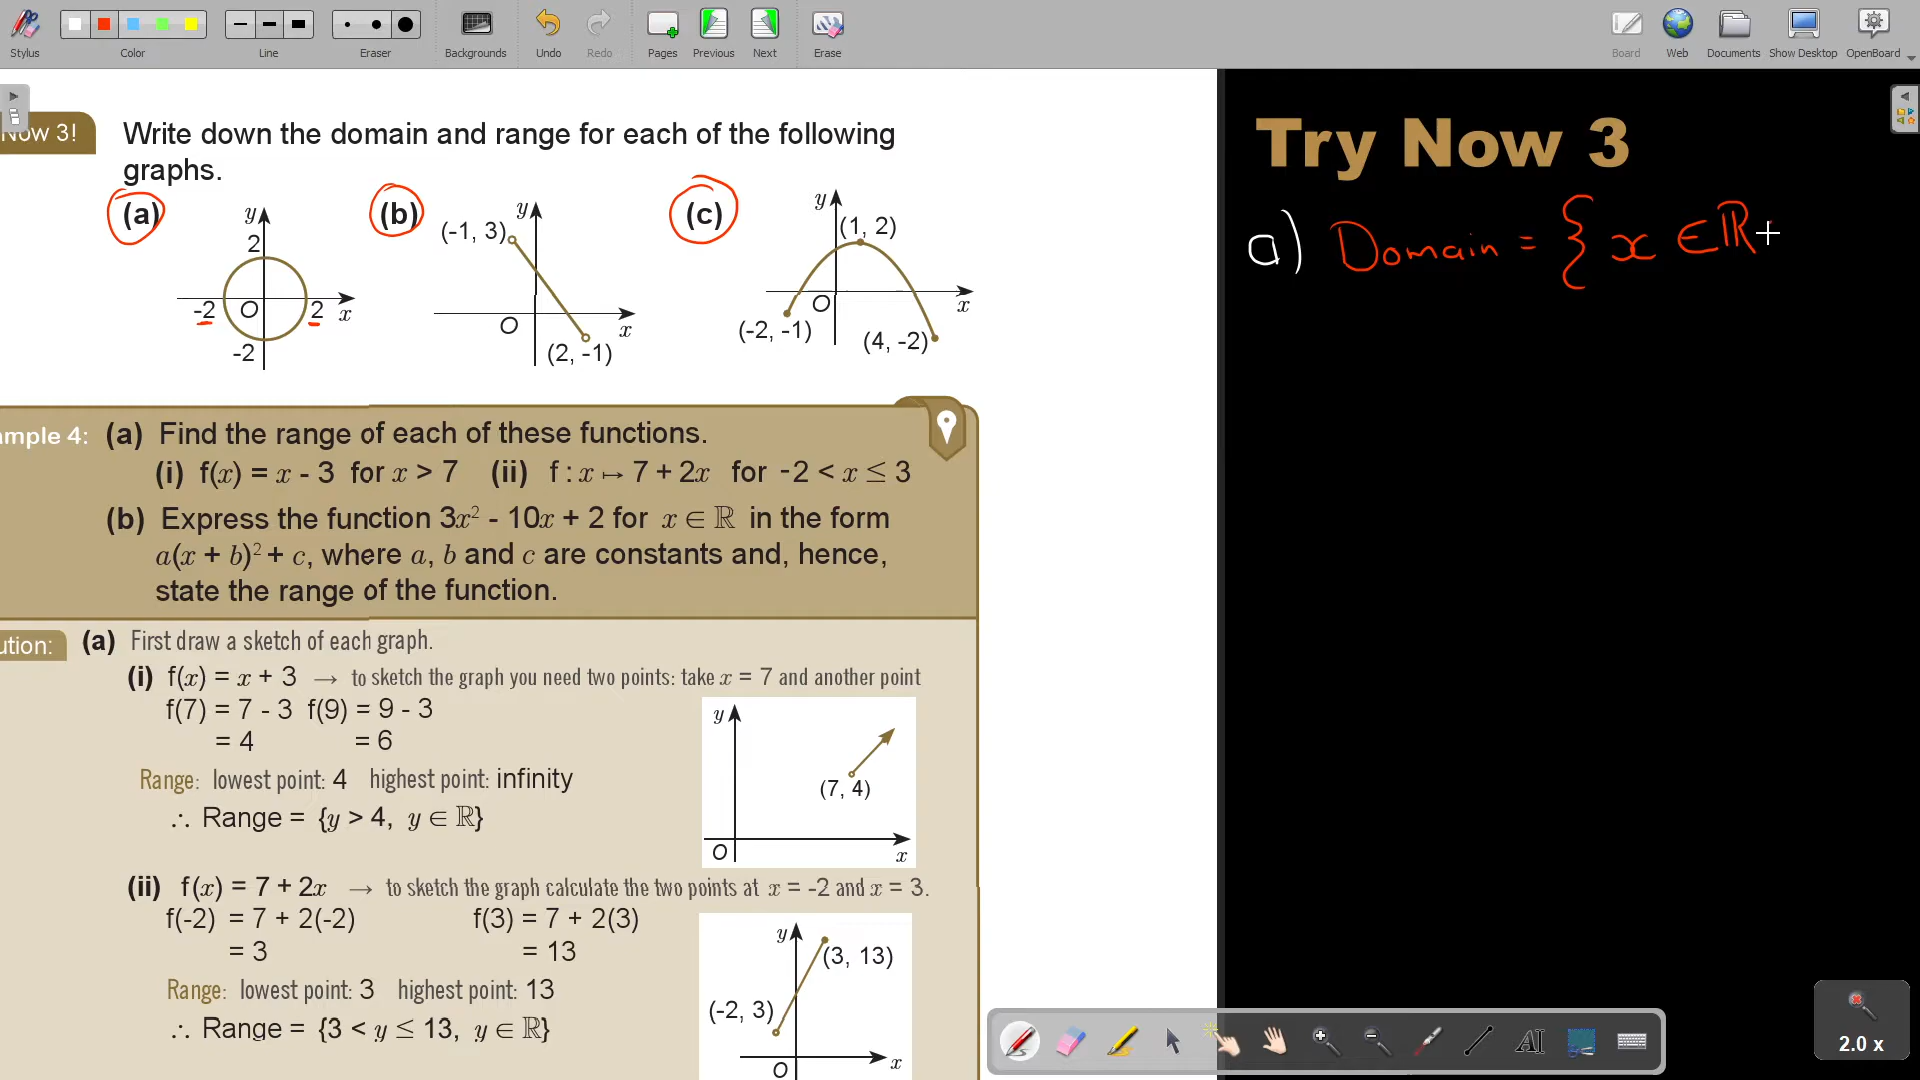 Stylus
Color
Line
Eraser
Backgrounds
Undo
Redo
Pages
Previous
Next
Erase
Board
Web
Documents
Show Desktop
OpenBoard
Now 3!
Write down the domain and range for each of the following
graphs.
(a)
y
2
-2
O
2
x
-2
(b)
(-1, 3)
y
O
x
(2, -1)
(c)
y
(1, 2)
O
x
(-2, -1)
(4, -2)
Try Now 3
a) Domain = { x ∈ ℝ
ample 4:
(a) Find the range of each of these functions.
(i) f(x) = x - 3 for x > 7 (ii) f : x ↦ 7 + 2x for -2 < x ≤ 3
(b) Express the function 3x² - 10x + 2 for x ∈ ℝ in the form
a(x + b)² + c, where a, b and c are constants and, hence,
state the range of the function.
ution:
(a) First draw a sketch of each graph.
(i) f(x) = x + 3 → to sketch the graph you need two points: take x = 7 and another point
f(7) = 7 - 3 f(9) = 9 - 3
= 4 = 6
Range: lowest point: 4 highest point: infinity
∴ Range = {y > 4, y ∈ ℝ}
y
(7, 4)
O
x
(ii) f(x) = 7 + 2x → to sketch the graph calculate the two points at x = -2 and x = 3.
f(-2) = 7 + 2(-2) f(3) = 7 + 2(3)
= 3 = 13
Range: lowest point: 3 highest point: 13
∴ Range = {3 < y ≤ 13, y ∈ ℝ}
y
(3, 13)
(-2, 3)
x
O
2.0 x